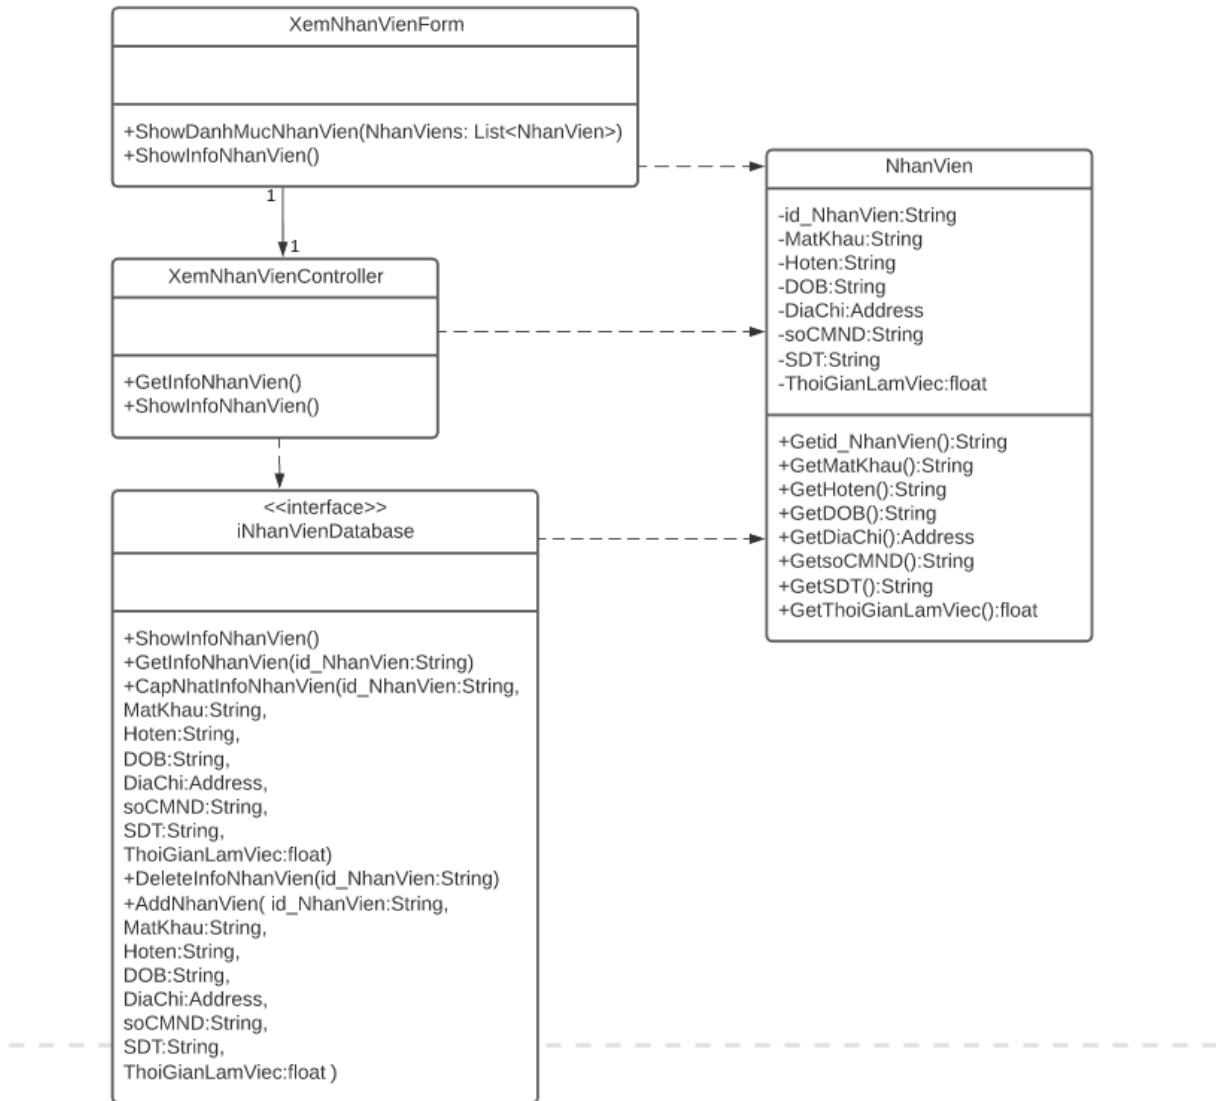 XemNhanVienForm
+ShowDanhMucNhanVien(NhanViens: List<NhanVien>)
+ShowInfoNhanVien()
1
1
XemNhanVienController
+GetInfoNhanVien()
+ShowInfoNhanVien()
<<interface>>
iNhanVienDatabase
+ShowInfoNhanVien()
+GetInfoNhanVien(id_NhanVien:String)
+CapNhatInfoNhanVien(id_NhanVien:String,
MatKhau:String,
Hoten:String,
DOB:String,
DiaChi:Address,
soCMND:String,
SDT:String,
ThoiGianLamViec:float)
+DeleteInfoNhanVien(id_NhanVien:String)
+AddNhanVien( id_NhanVien:String,
MatKhau:String,
Hoten:String,
DOB:String,
DiaChi:Address,
soCMND:String,
SDT:String,
ThoiGianLamViec:float )
NhanVien
-id_NhanVien:String
-MatKhau:String
-Hoten:String
-DOB:String
-DiaChi:Address
-soCMND:String
-SDT:String
-ThoiGianLamViec:float
+Getid_NhanVien():String
+GetMatKhau():String
+GetHoten():String
+GetDOB():String
+GetDiaChi():Address
+GetsoCMND():String
+GetSDT():String
+GetThoiGianLamViec():float